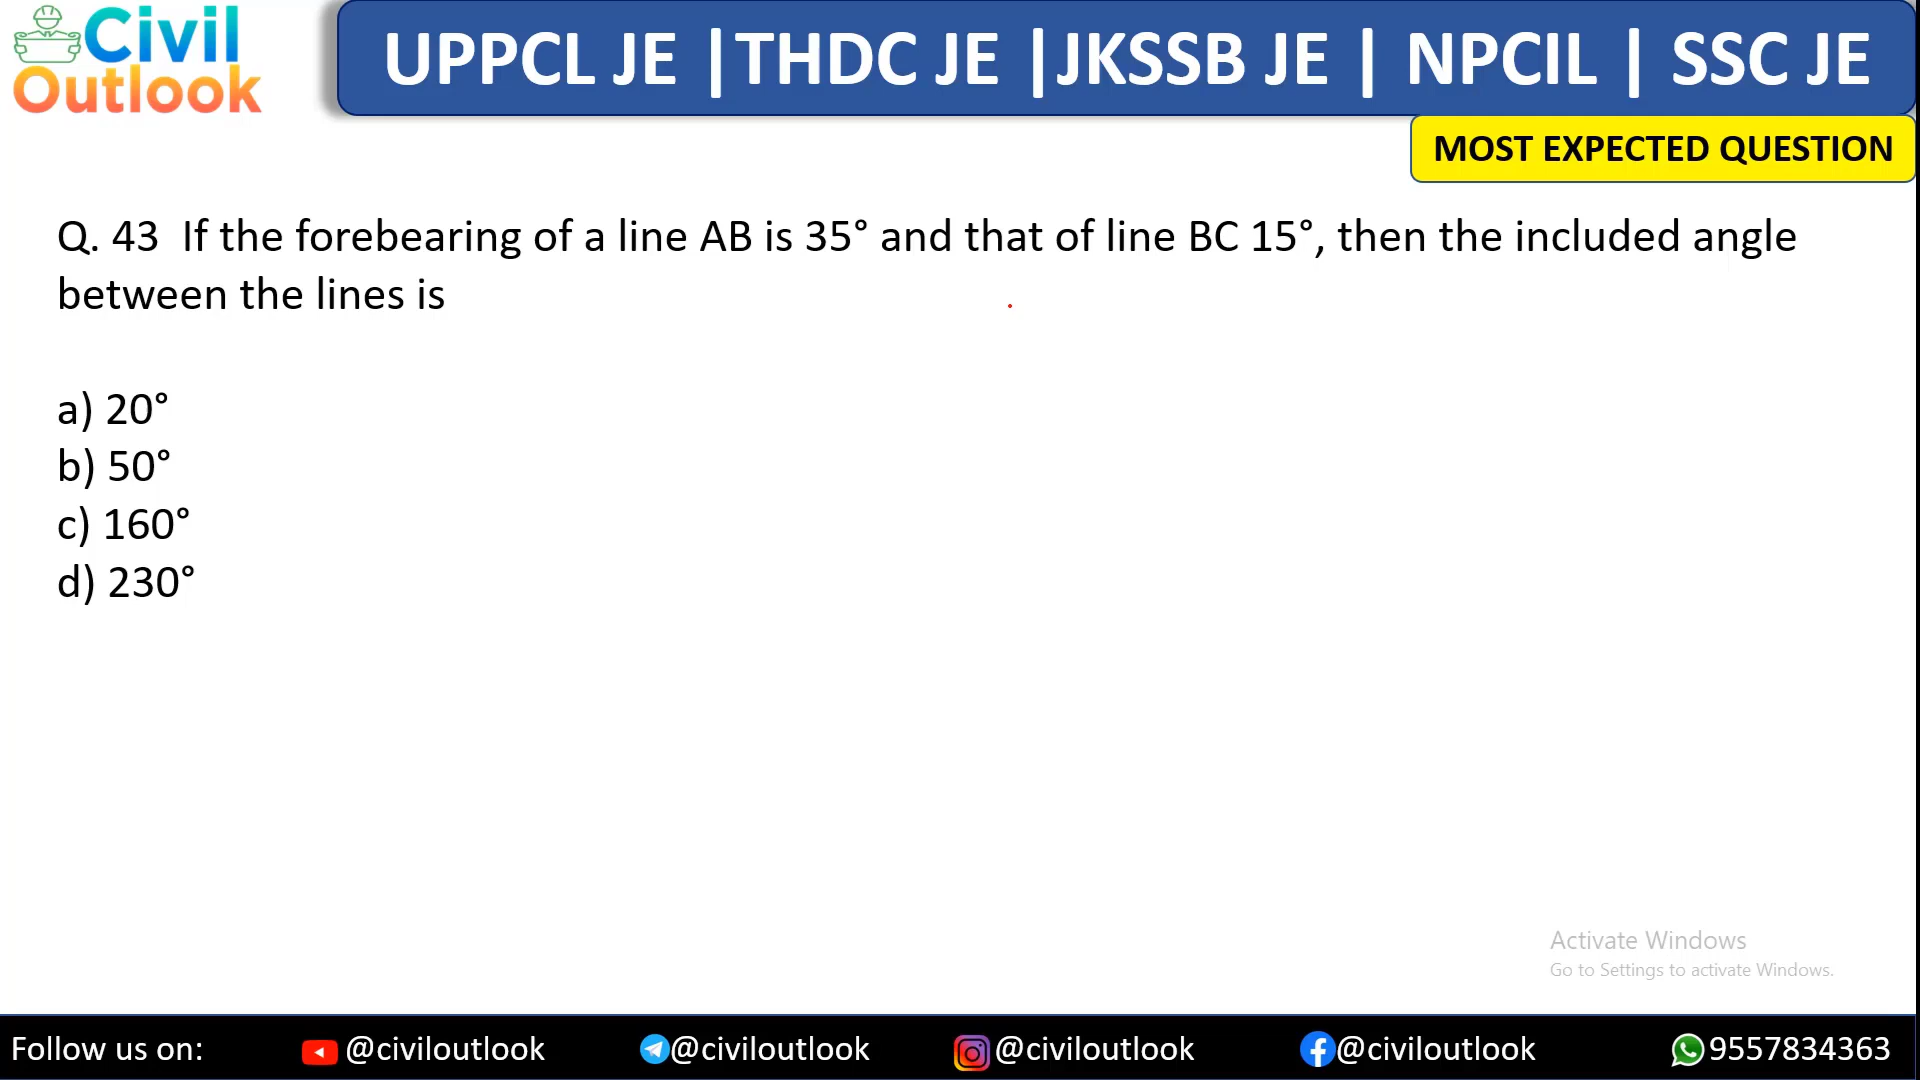 Civil
Outlook
UPPCL JE |THDC JE |JKSSB JE | NPCIL | SSC JE
MOST EXPECTED QUESTION
Q. 43 If the forebearing of a line AB is 35° and that of line BC 15°, then the included angle
between the lines is
a) 20°
b) 50°
c) 160°
d) 230°
Activate Windows
Go to Settings to activate Windows.
Follow us on: @civiloutlook @civiloutlook @civiloutlook @civiloutlook 9557834363